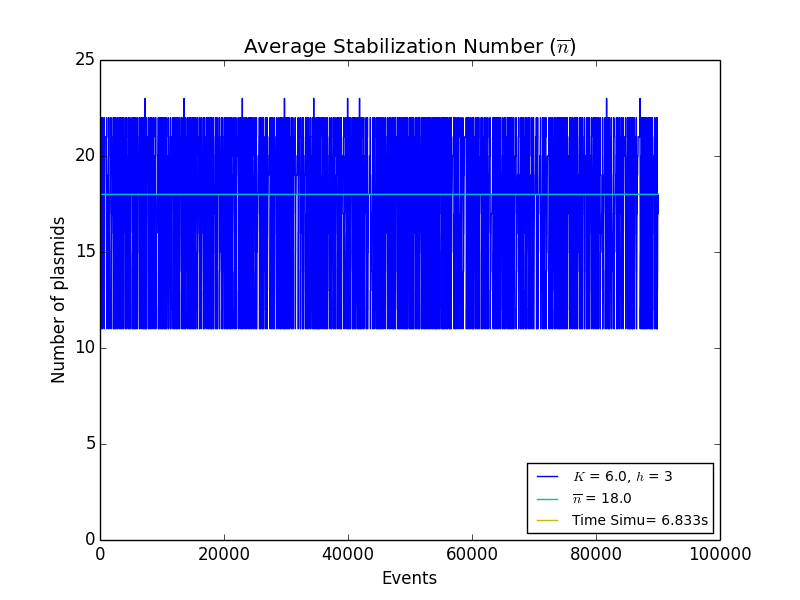 Average Stabilization Number (n̅)
25
20
15
10
5
0
Number of plasmids
0 20000 40000 60000 80000 100000
Events
K = 6.0, h = 3
n̅ = 18.0
Time Simu= 6.833s